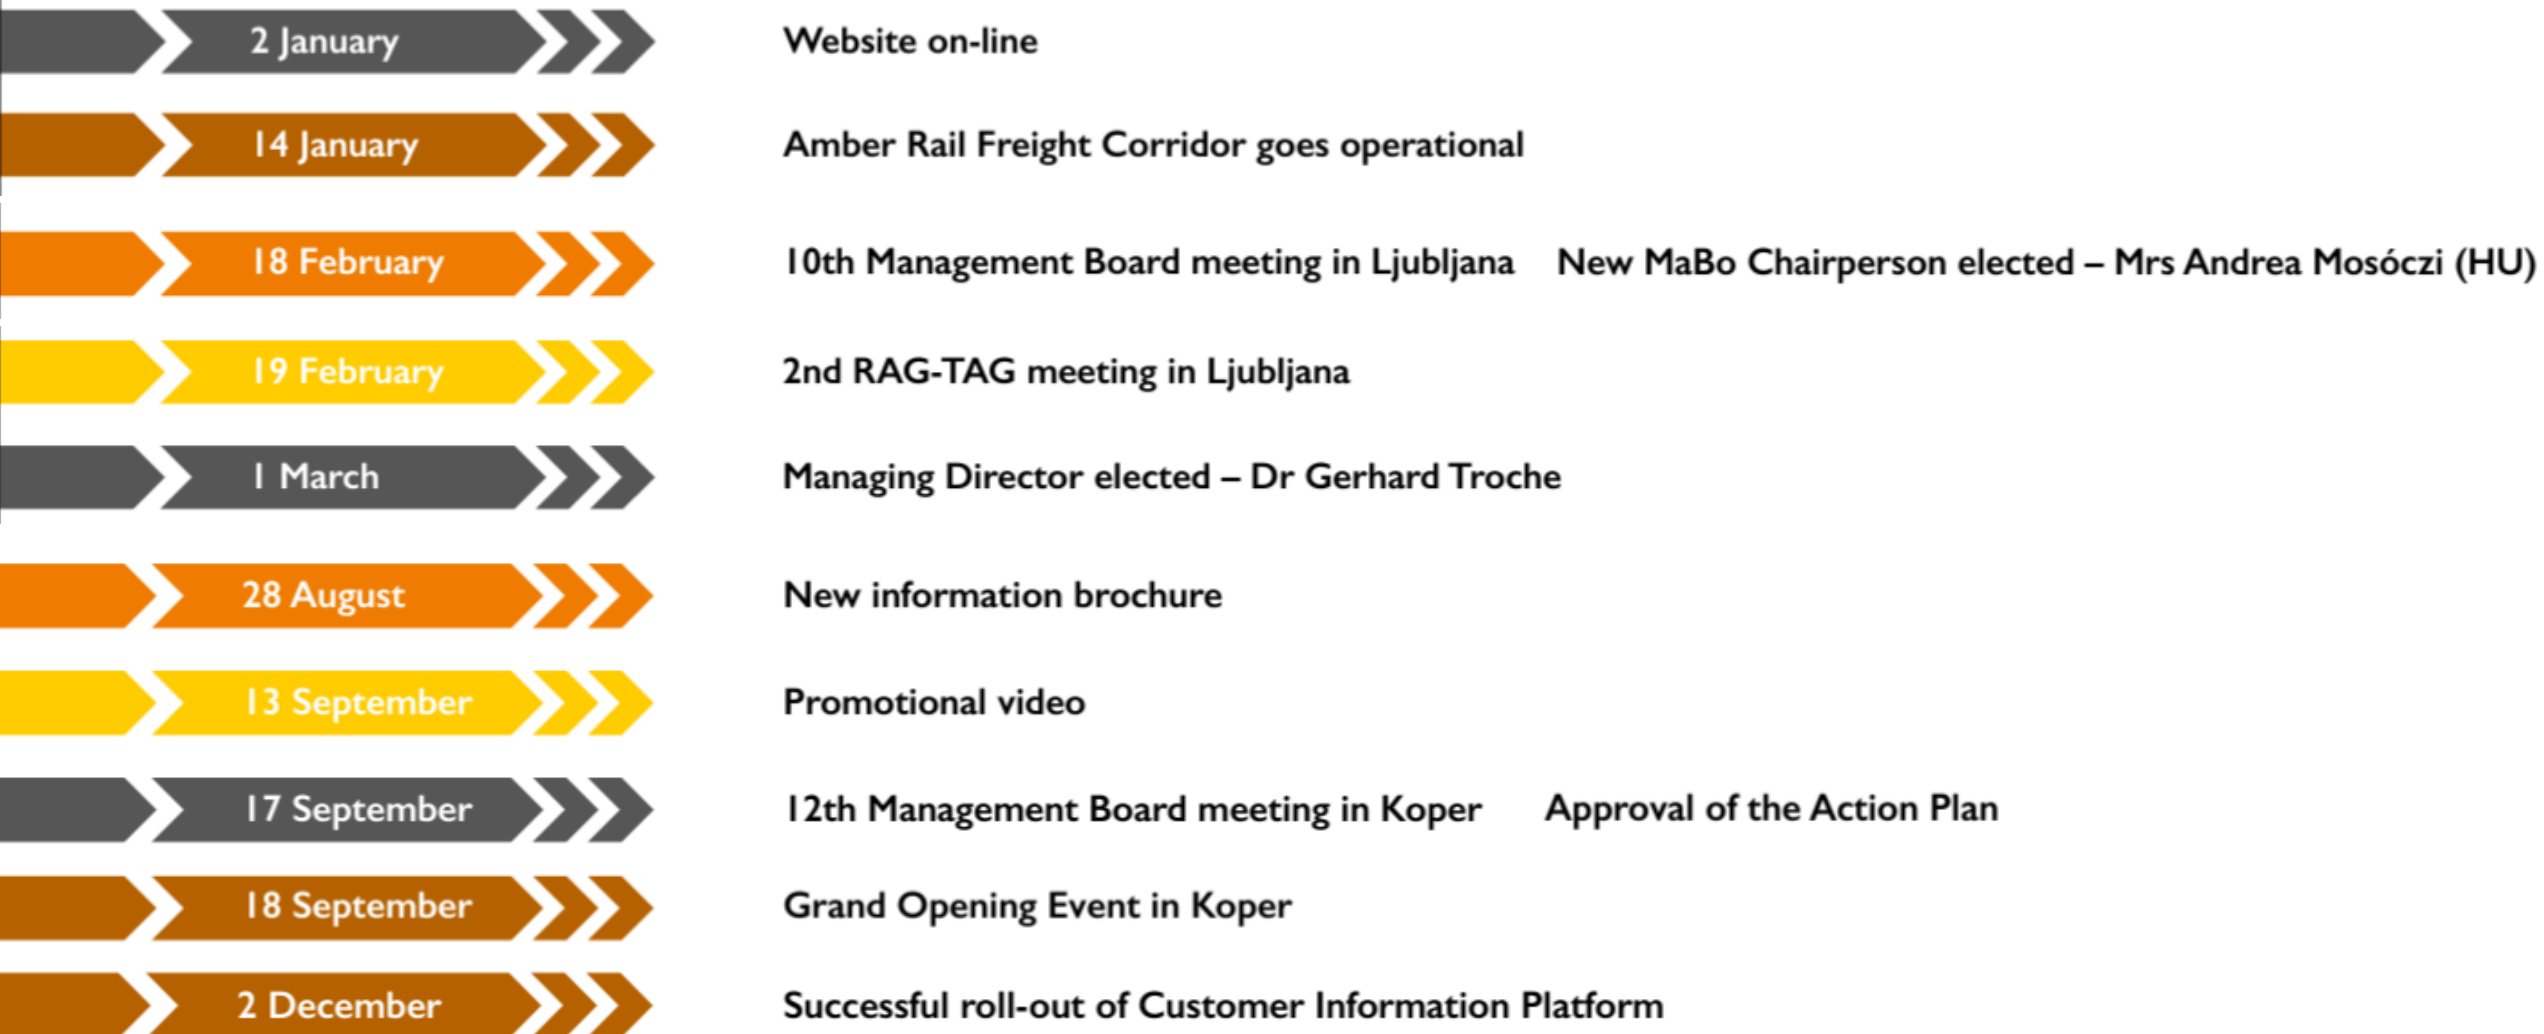 2 January Website on-line
14 January Amber Rail Freight Corridor goes operational
18 February 10th Management Board meeting in Ljubljana New MaBo Chairperson elected – Mrs Andrea Mosóczi (HU)
19 February 2nd RAG-TAG meeting in Ljubljana
1 March Managing Director elected – Dr Gerhard Troche
28 August New information brochure
13 September Promotional video
17 September 12th Management Board meeting in Koper Approval of the Action Plan
18 September Grand Opening Event in Koper
2 December Successful roll-out of Customer Information Platform